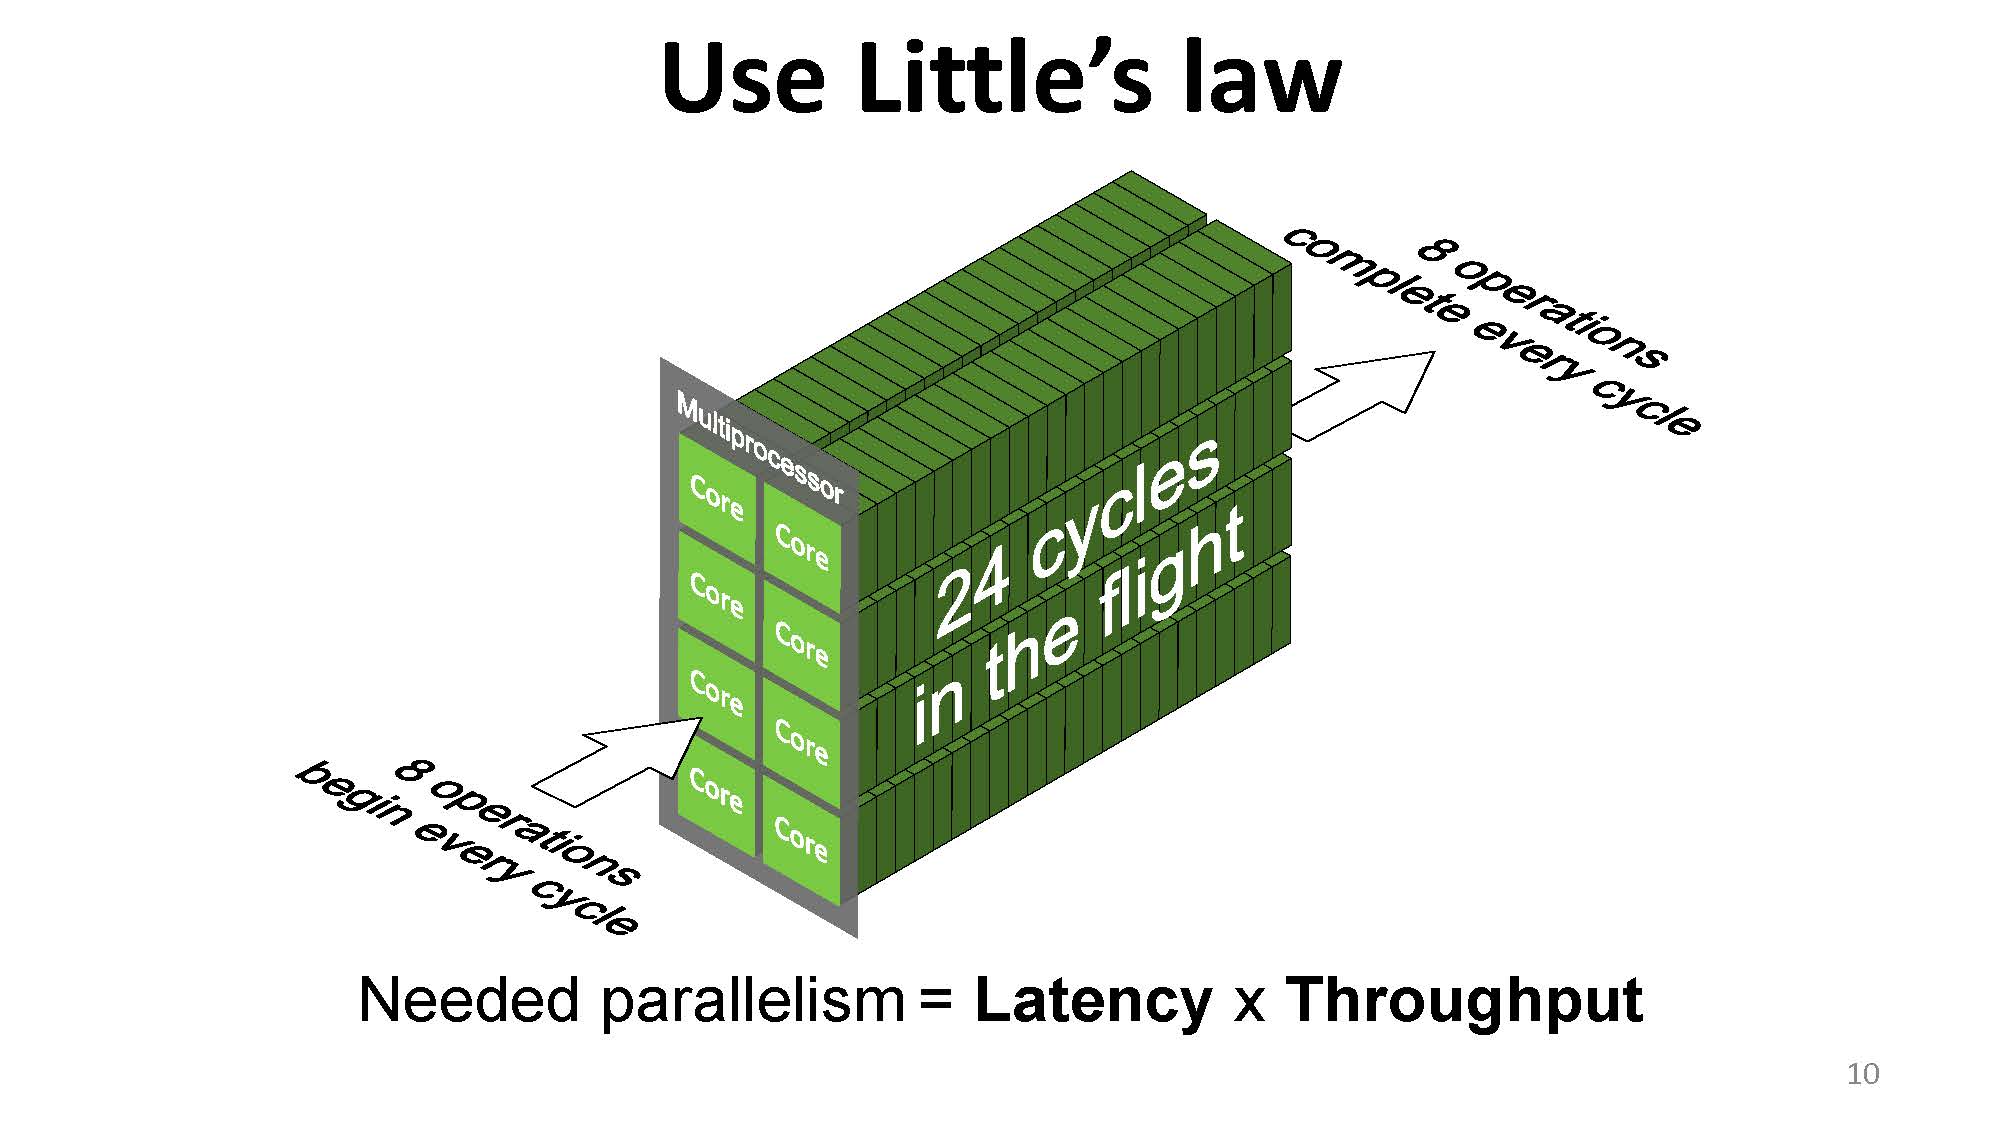 Use Little’s law
8 operations
complete every cycle
Multiprocessor
Core
Core
Core
Core
Core
Core
Core
Core
24 cycles
in the flight
8 operations
begin every cycle
Needed parallelism = Latency x Throughput
10